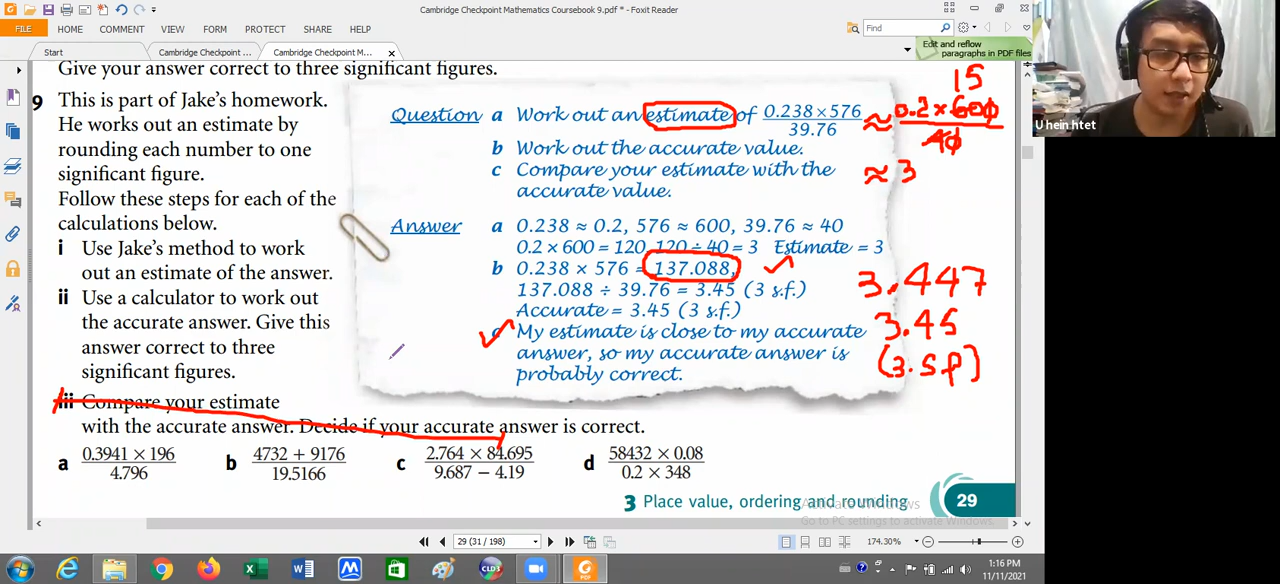 Cambridge Checkpoint Mathematics Coursebook 9.pdf * - Foxit Reader
FILE HOME COMMENT VIEW FORM PROTECT SHARE HELP
Find
Start Cambridge Checkpoint ... Cambridge Checkpoint M...
Edit and reflow
paragraphs in PDF files
U hein.htet
Give your answer correct to three significant figures.
9 This is part of Jake's homework.
He works out an estimate by
rounding each number to one
significant figure.
Follow these steps for each of the
calculations below.
i Use Jake's method to work
out an estimate of the answer.
ii Use a calculator to work out
the accurate answer. Give this
answer correct to three
significant figures.
iii Compare your estimate
with the accurate answer. Decide if your accurate answer is correct.
Question a Work out an estimate of 0.238 × 576 / 39.76
b Work out the accurate value.
c Compare your estimate with the
accurate value.
Answer a 0.238 ≈ 0.2, 576 ≈ 600, 39.76 ≈ 40
0.2 × 600 = 120, 120 ÷ 40 = 3 Estimate = 3
b 0.238 × 576 = 137.088,
137.088 ÷ 39.76 = 3.45 (3 s.f.)
Accurate = 3.45 (3 s.f.)
c My estimate is close to my accurate
answer, so my accurate answer is
probably correct.
15
≈ 0.2 × 600 / 40
≈ 3
3.447
3.45
(3.sf)
a 0.3941 × 196 / 4.796
b 4732 + 9176 / 19.5166
c 2.764 × 84.695 / 9.687 − 4.19
d 58432 × 0.08 / 0.2 × 348
3 Place value, ordering and rounding 29
Activate Windows
Go to PC settings to activate Windows.
29 (31 / 198)
174.30%
1:16 PM
11/11/2021